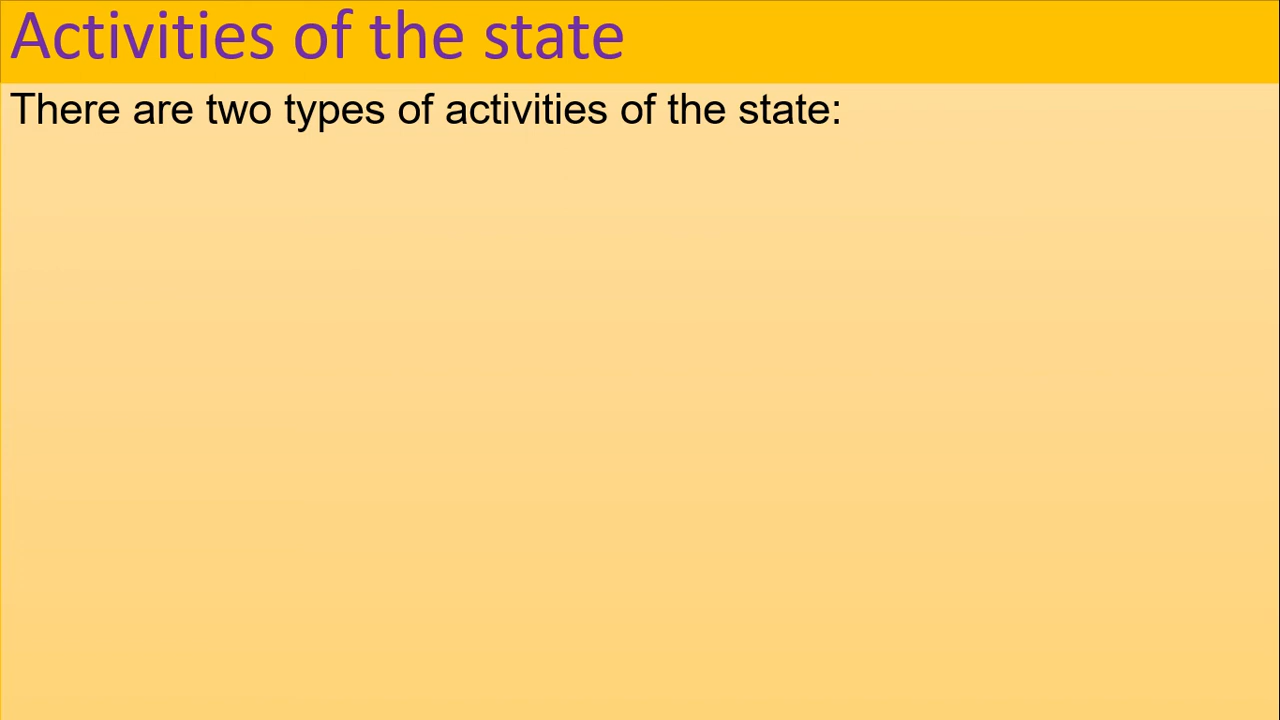 Activities of the state
There are two types of activities of the state: